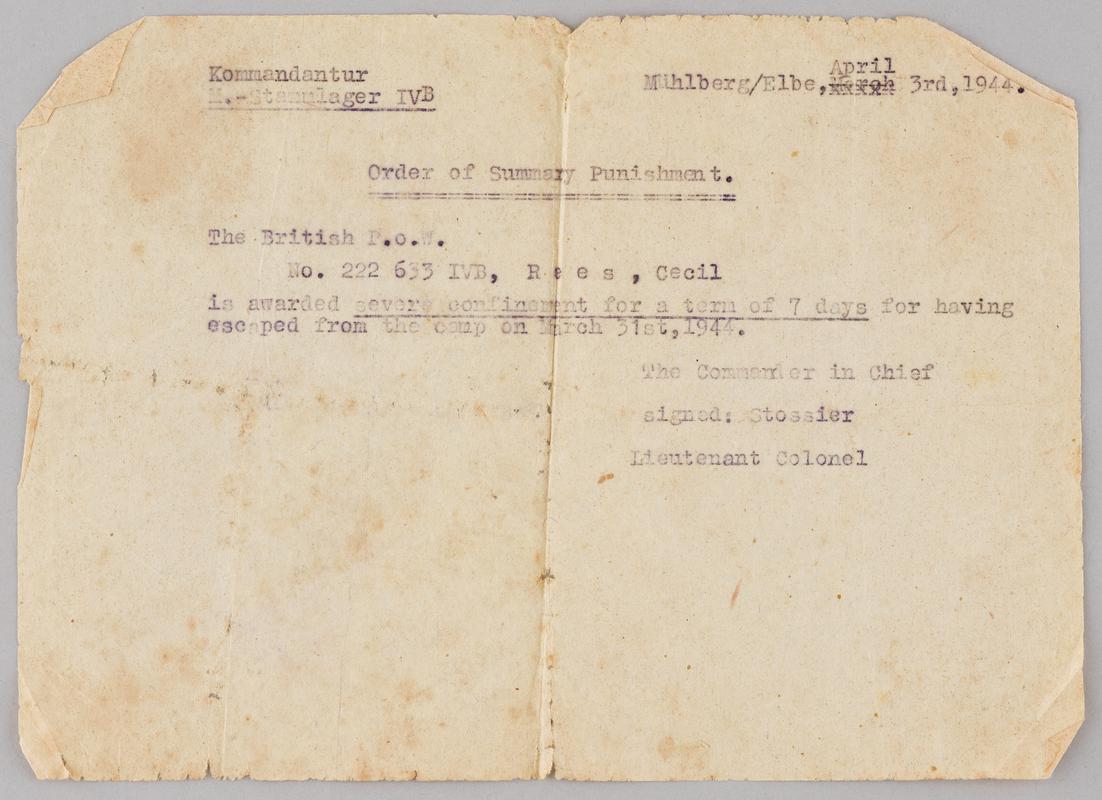 Kommandantur
M.-Stammlager IVB
April
Mühlberg/Elbe, March 3rd,1944.
Order of Summary Punishment.
The British P.o.W.
No. 222 633 IVB, R e e s , Cecil
is awarded severe confinement for a term of 7 days for having
escaped from the camp on March 31st,1944.
The Commander in Chief
signed: Stossier
Lieutenant Colonel